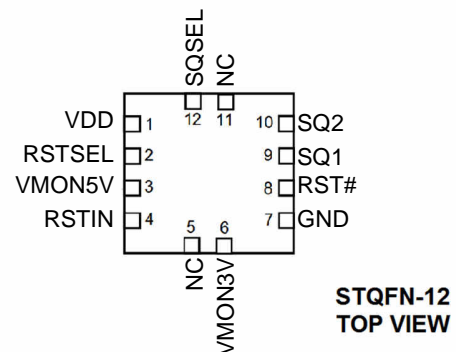 SQSEL
NC
12
11
VDD
1
10
SQ2
RSTSEL
2
9
SQ1
VMON5V
3
8
RST#
RSTIN
4
7
GND
5
6
NC
VMON3V
STQFN-12
TOP VIEW